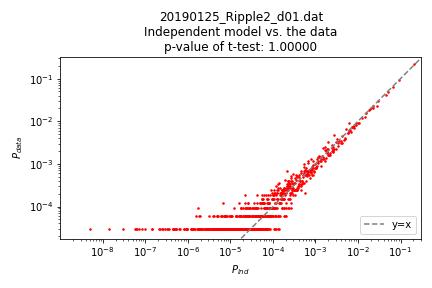 20190125_Ripple2_d01.dat
Independent model vs. the data
p-value of t-test: 1.00000
P_data
10^-1
10^-2
10^-3
10^-4
y=x
10^-8 10^-7 10^-6 10^-5 10^-4 10^-3 10^-2 10^-1
P_ind